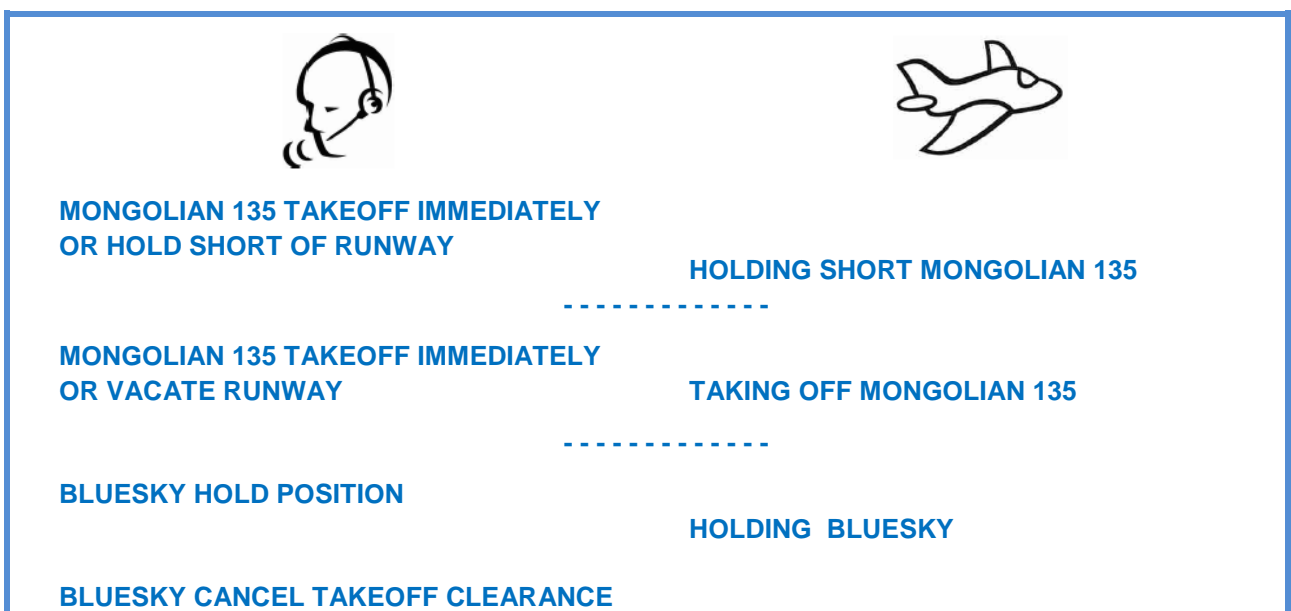 MONGOLIAN 135 TAKEOFF IMMEDIATELY
OR HOLD SHORT OF RUNWAY
HOLDING SHORT MONGOLIAN 135
- - - - - - - - - - - - -
MONGOLIAN 135 TAKEOFF IMMEDIATELY
OR VACATE RUNWAY
TAKING OFF MONGOLIAN 135
- - - - - - - - - - - - -
BLUESKY HOLD POSITION
HOLDING BLUESKY
BLUESKY CANCEL TAKEOFF CLEARANCE